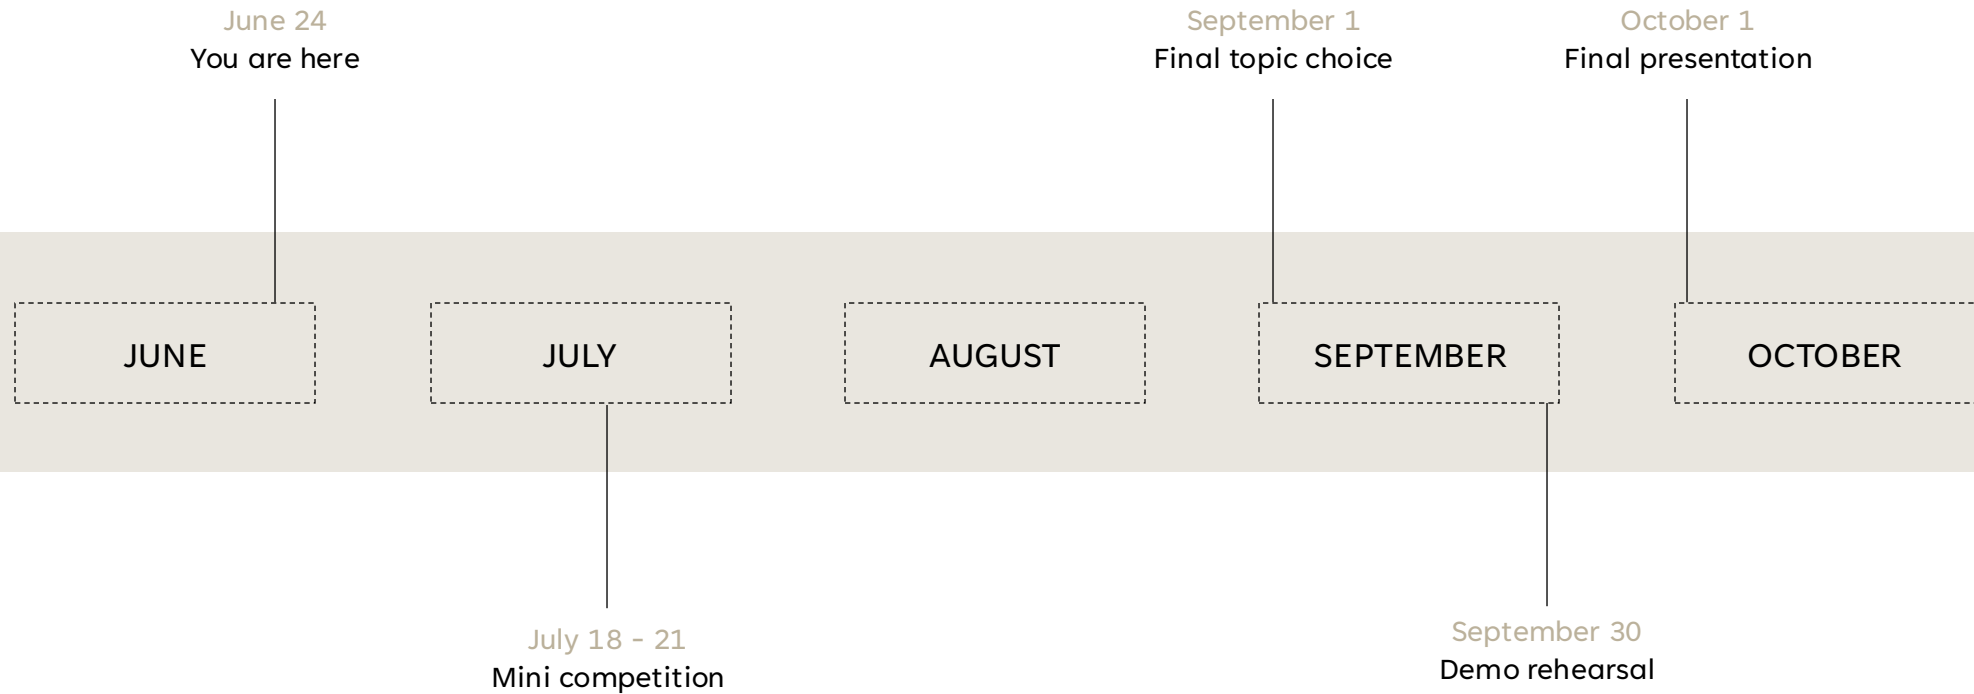 June 24
You are here
September 1
Final topic choice
October 1
Final presentation
JUNE
JULY
AUGUST
SEPTEMBER
OCTOBER
July 18 - 21
Mini competition
September 30
Demo rehearsal